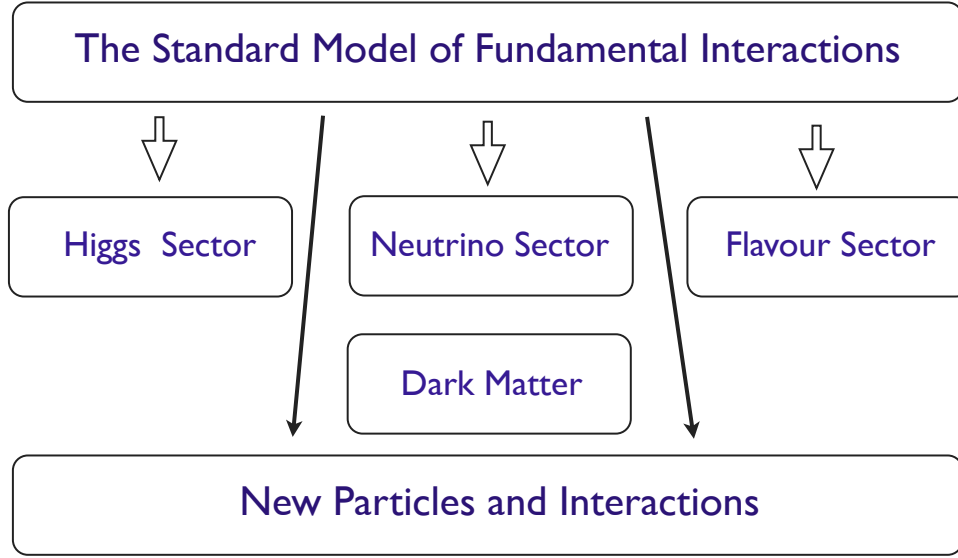 The Standard Model of Fundamental Interactions
Higgs Sector
Neutrino Sector
Flavour Sector
Dark Matter
New Particles and Interactions